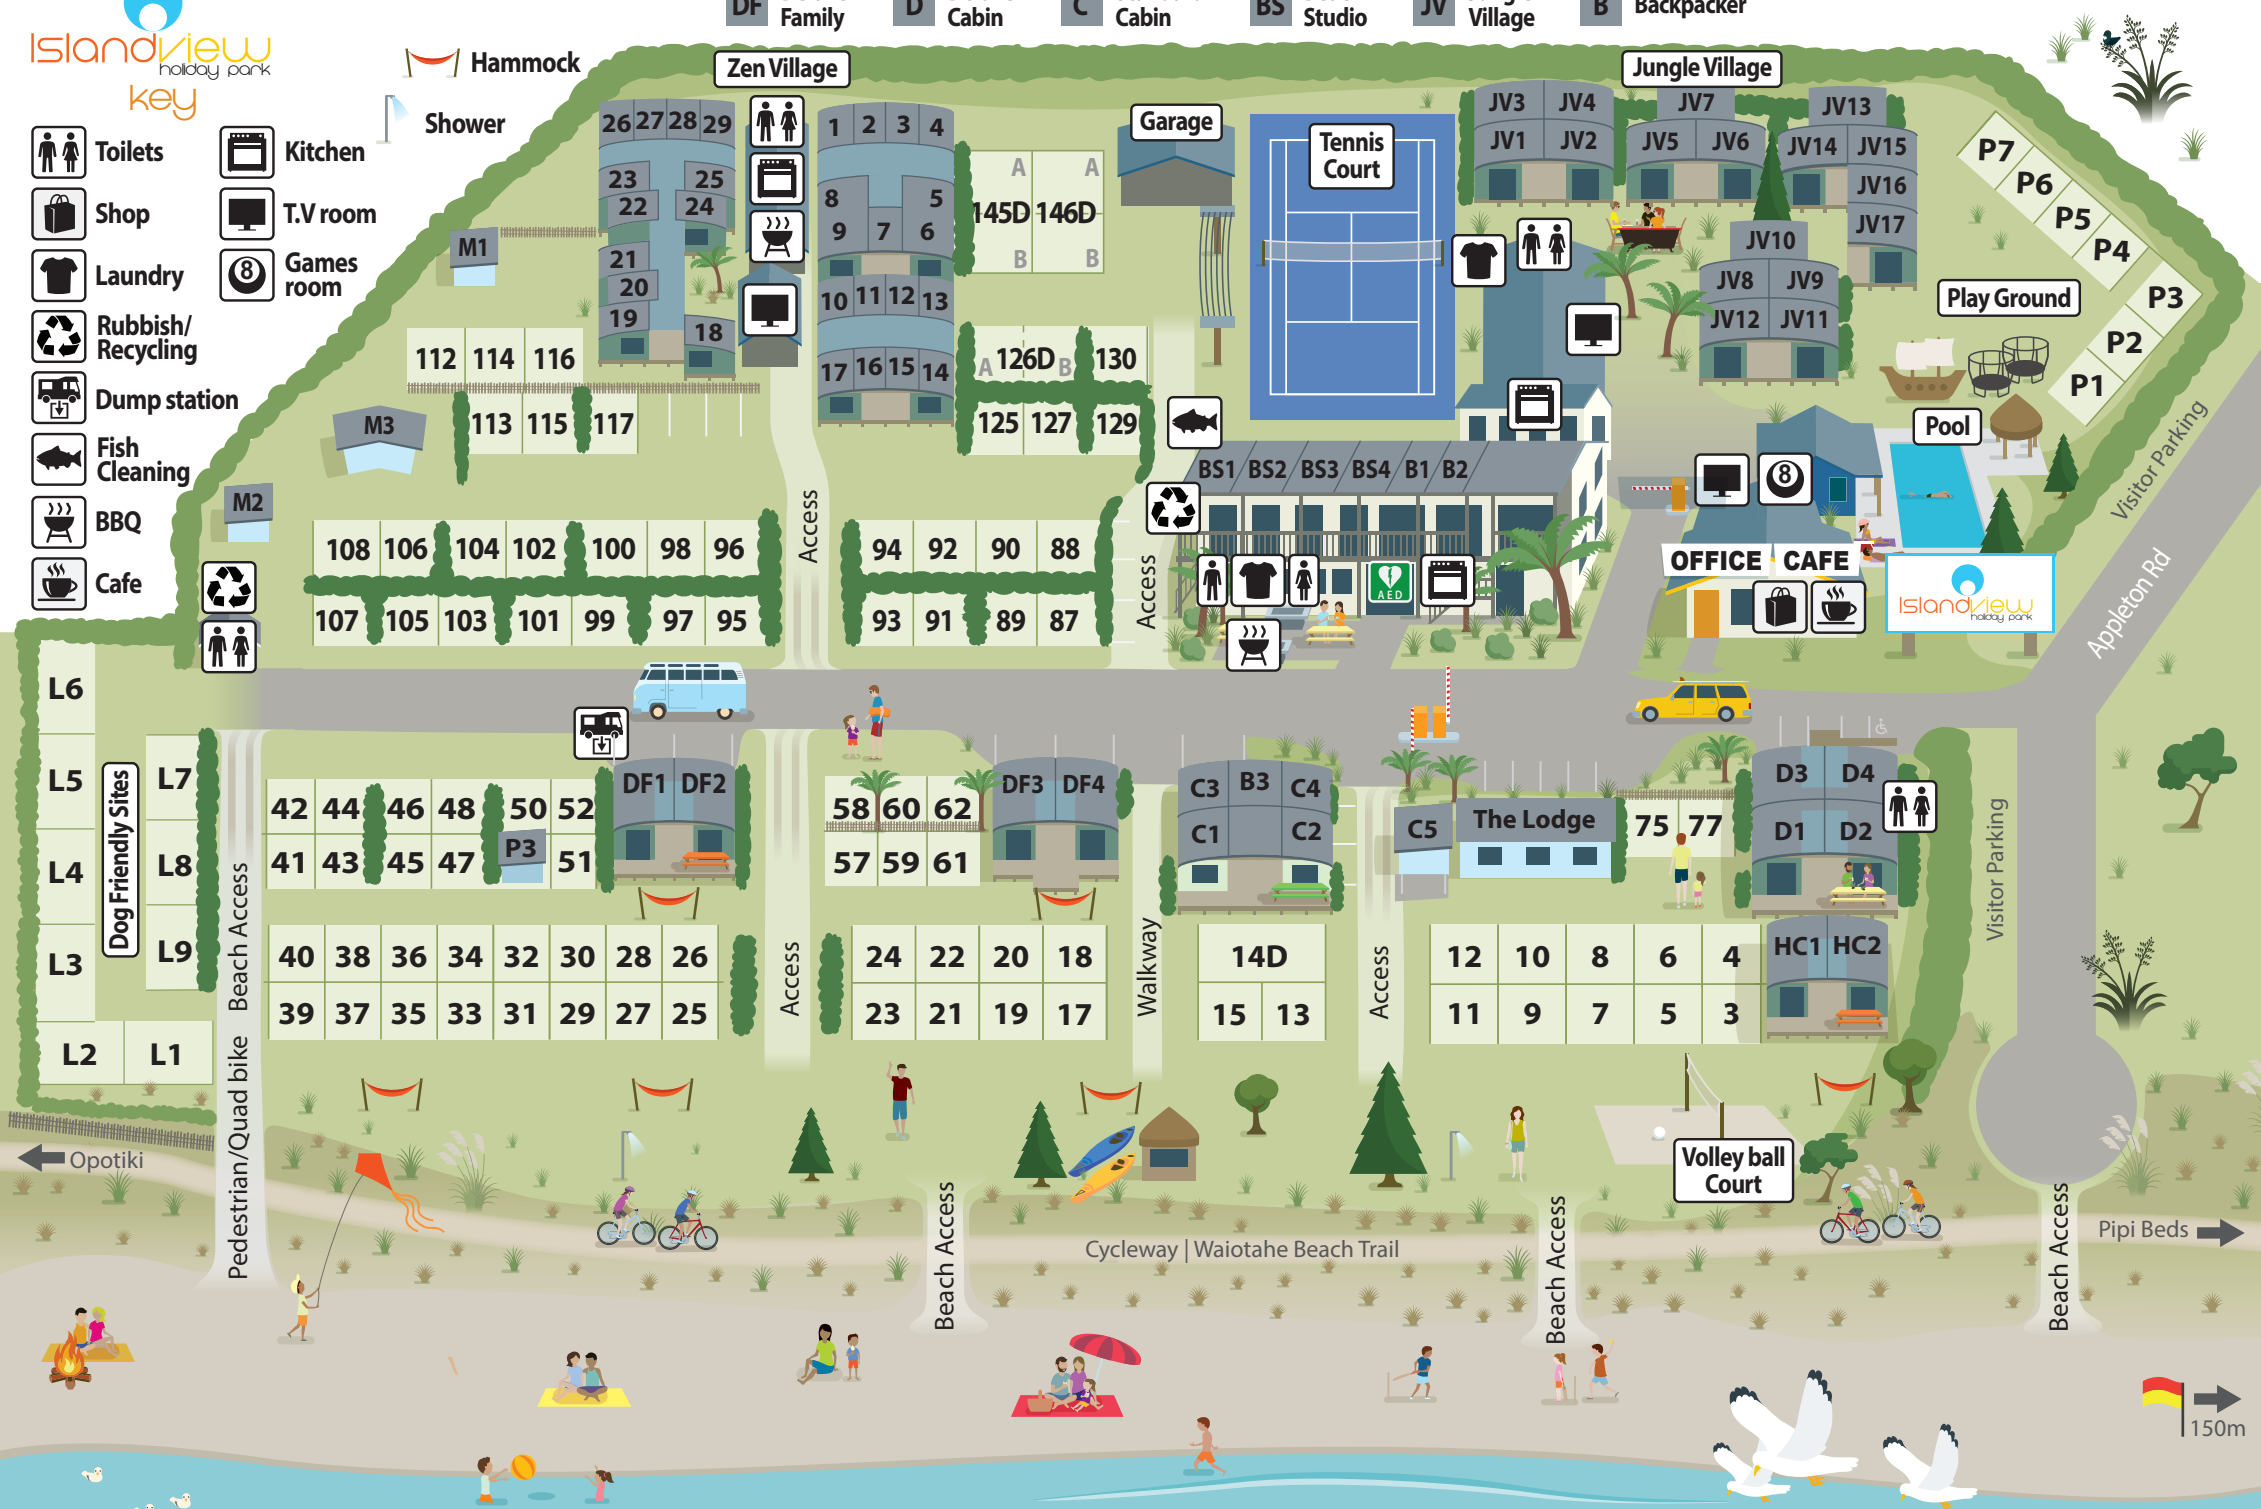 DF
Family
D
Cabin
C
Cabin
BS
Studio
JV
Village
B
Backpacker
Islandview
holiday park
key
Hammock
Shower
Toilets
Kitchen
Shop
T.V room
Laundry
8
Games
room
Rubbish/
Recycling
Dump station
Fish
Cleaning
BBQ
Cafe
Zen Village
Garage
Tennis
Court
Jungle Village
26 27 28 29
23 25
22 24
21
20
19
18
1 2 3 4
8 5
9 7 6
10 11 12 13
17 16 15 14
A A
145D 146D
B B
A 126D B 130
125 127 129
JV3 JV4
JV1 JV2
JV7
JV5 JV6
JV13
JV14 JV15
JV16
JV17
JV10
JV8 JV9
JV12 JV11
P7
P6
P5
P4
P3
P2
P1
Play Ground
Pool
M1
M3
M2
112 114 116
113 115 117
BS1 BS2 BS3 BS4 B1 B2
AED
8
OFFICE CAFE
Islandview
holiday park
Visitor Parking
Appleton Rd
108 106 104 102 100 98 96
107 105 103 101 99 97 95
Access
94 92 90 88
93 91 89 87
Access
L6
L5
L4
L3
L2 L1
L7
L8
L9
Dog Friendly Sites
Pedestrian/Quad bike Beach Access
42 44 46 48 50 52
41 43 45 47 P3 51
DF1 DF2
58 60 62
57 59 61
DF3 DF4
C3 B3 C4
C1 C2
C5
The Lodge
75 77
D3 D4
D1 D2
HC1 HC2
Visitor Parking
40 38 36 34 32 30 28 26
39 37 35 33 31 29 27 25
Access
24 22 20 18
23 21 19 17
Walkway
14D
15 13
Access
12 10 8 6 4
11 9 7 5 3
Volley ball
Court
Opotiki
Cycleway | Waiotahe Beach Trail
Beach Access
Beach Access
Beach Access
Pipi Beds
150m